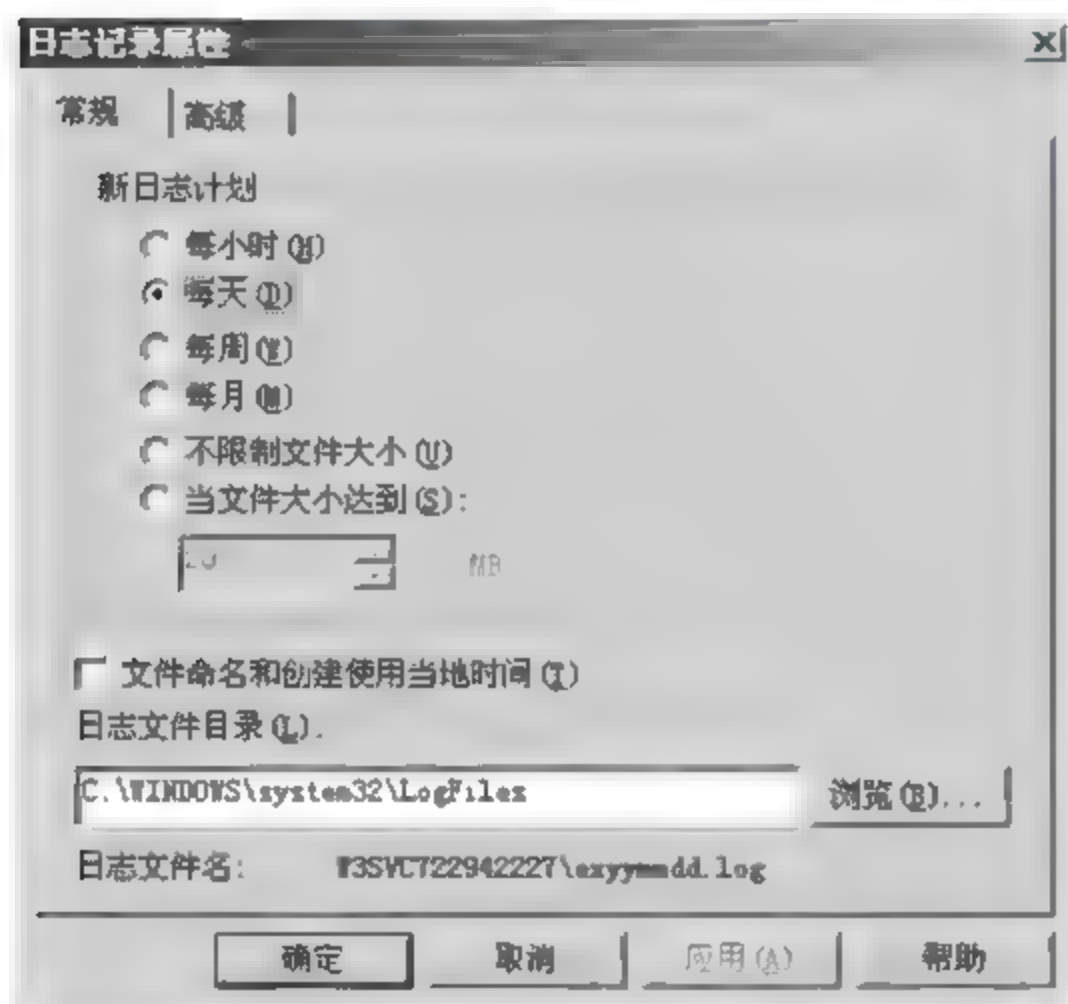 日志记录属性
常规 高级
新日志计划
每小时(H)
每天(D)
每周(W)
每月(M)
不限制文件大小(U)
当文件大小达到(S):
20 MB
文件命名和创建使用当地时间(T)
日志文件目录(L).
C:\WINDOWS\system32\LogFiles
浏览(B)...
日志文件名: W3SVC722942227\exyymmdd.log
确定 取消 应用(A) 帮助